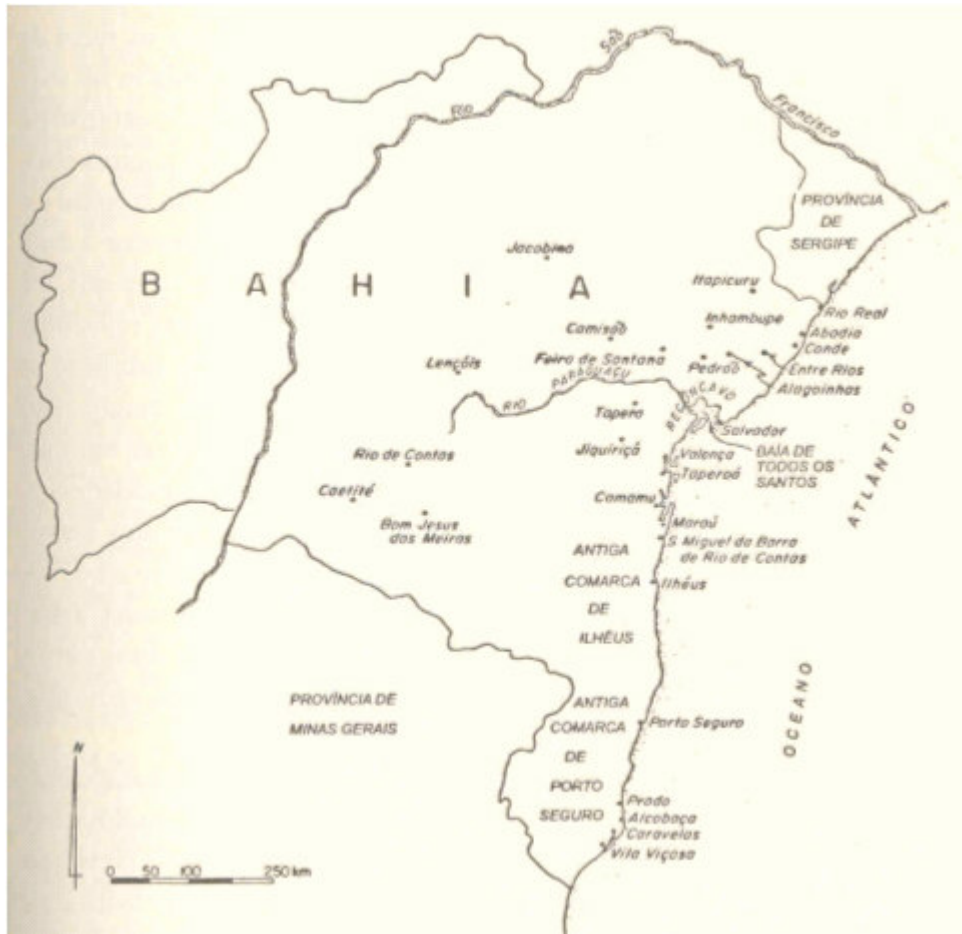 Rio
São
Francisco
PROVÍNCIA
DE
SERGIPE
Jacobina
Itapicuru
B A H I A
Rio Real
Camisão
Inhambupe
Abadia
Conde
Lençóis
Feira de Santana
Pedrão
Entre Rios
RIO
PARAGUAÇU
Alagoinhas
Tapera
RECÔNCAVO
Salvador
Jiquiriçá
BAÍA DE
TODOS OS
SANTOS
Rio de Contas
Valença
Taperoá
Caetité
Camamu
Bom Jesus
dos Meiras
Maraú
S. Miguel da Barra
de Rio de Contas
ANTIGA
COMARCA
DE
ILHÉUS
Ilhéus
ATLÂNTICO
OCEANO
PROVÍNCIA DE
MINAS GERAIS
ANTIGA
COMARCA
DE
PORTO
SEGURO
Porto Seguro
Prado
Alcobaça
Caravelas
Vila Viçosa
N
0 50 100 250 km